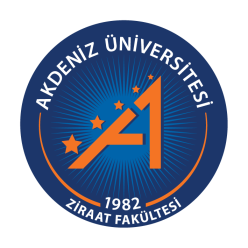 AKDENİZ ÜNİVERSİTESİ
A
1982
ZİRAAT FAKÜLTESİ